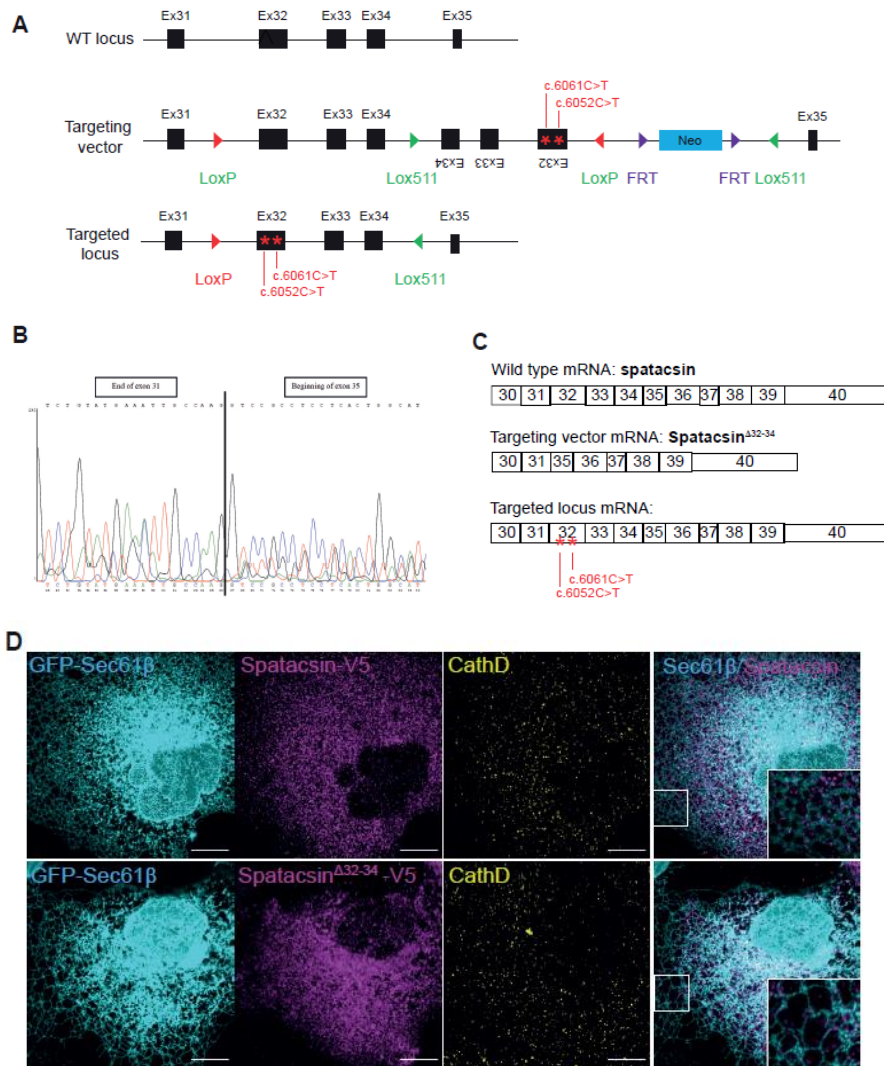 A
Ex31 Ex32 Ex33 Ex34 Ex35
WT locus
c.6061C>T
c.6052C>T
Ex31 Ex32 Ex33 Ex34 Ex35
Targeting
vector
Neo
Ex34 Ex33 Ex32
LoxP Lox511 LoxP FRT FRT Lox511
Ex31 Ex32 Ex33 Ex34 Ex35
Targeted
locus
**
LoxP c.6061C>T Lox511
c.6052C>T
B
End of exon 31 Beginning of exon 35
T C T G T A T G A A A T T G C C A A G G T C C G C C T C C T C A C T G G C A T
C
Wild type mRNA: spatacsin
30 31 32 33 34 35 36 37 38 39 40
Targeting vector mRNA: SpatacsinΔ32-34
30 31 35 36 37 38 39 40
Targeted locus mRNA:
30 31 32 33 34 35 36 37 38 39 40
**
c.6061C>T
c.6052C>T
D
GFP-Sec61β Spatacsin-V5 CathD Sec61β/Spatacsin
GFP-Sec61β SpatacsinΔ32-34-V5 CathD